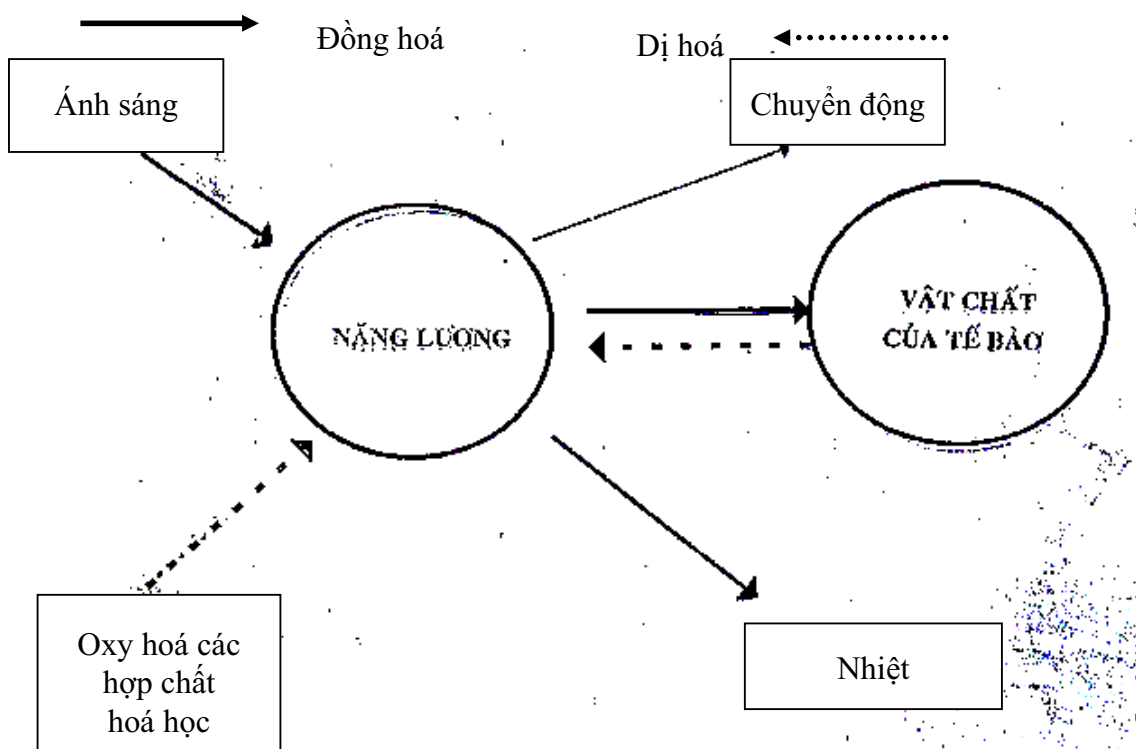 Đồng hoá
Dị hoá
Ánh sáng
Chuyển động
NĂNG LƯỢNG
VẬT CHẤT
CỦA TẾ BÀO
Oxy hoá các
hợp chất
hoá học
Nhiệt